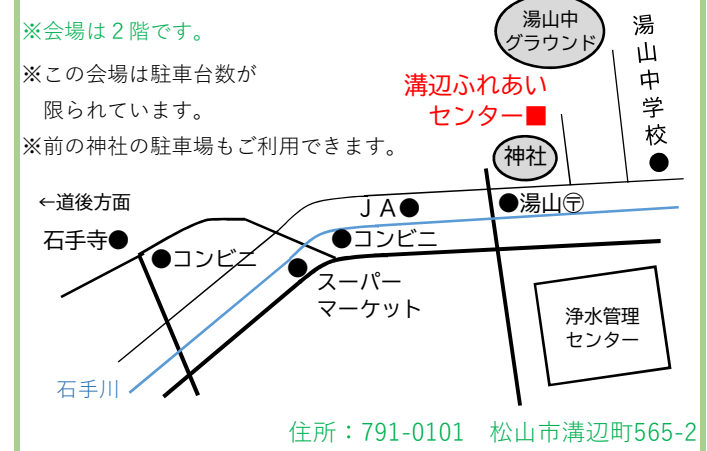 ※会場は２階です。
※この会場は駐車台数が
限られています。
※前の神社の駐車場もご利用できます。
湯山中
グラウンド
湯山中学校
溝辺ふれあい
センター■
神社
←道後方面
石手寺●
●コンビニ
ＪＡ●
●湯山〶
●コンビニ
スーパー
マーケット
浄水管理
センター
石手川
住所：791-0101　松山市溝辺町565-2